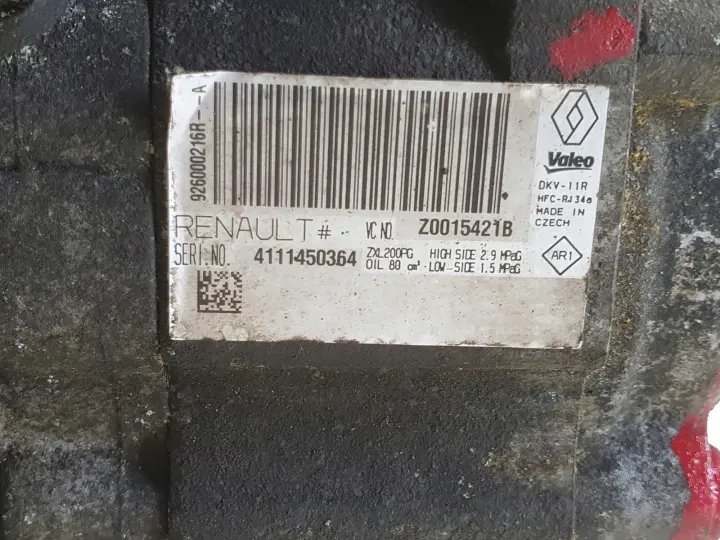 926000216R--A
Valeo
DKV-11R
HFC-R134a
MADE IN
CZECH
RENAULT # VC NO. Z0015421B
SERI.NO. 4111450364
ZXL200PG HIGH SIDE 2.9 MPaG
OIL 80 cm³ LOW-SIDE 1.5 MPaG
AR1